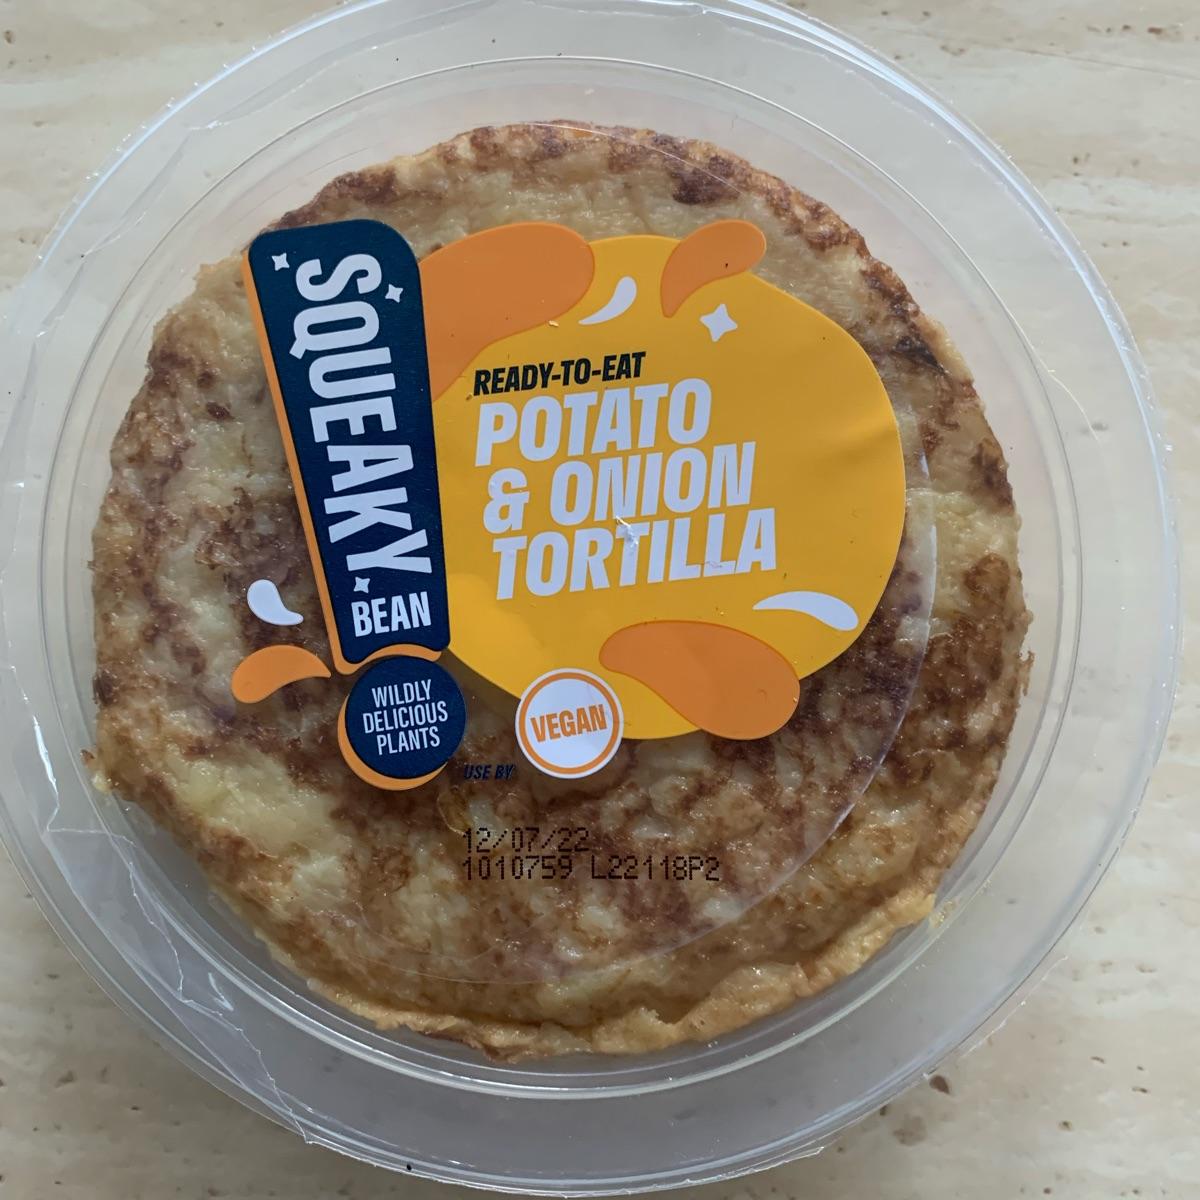 SQUEAKY
BEAN
WILDLY
DELICIOUS
PLANTS
READY-TO-EAT
POTATO
& ONION
TORTILLA
VEGAN
USE BY
12/07/22
1010759 L22118P2